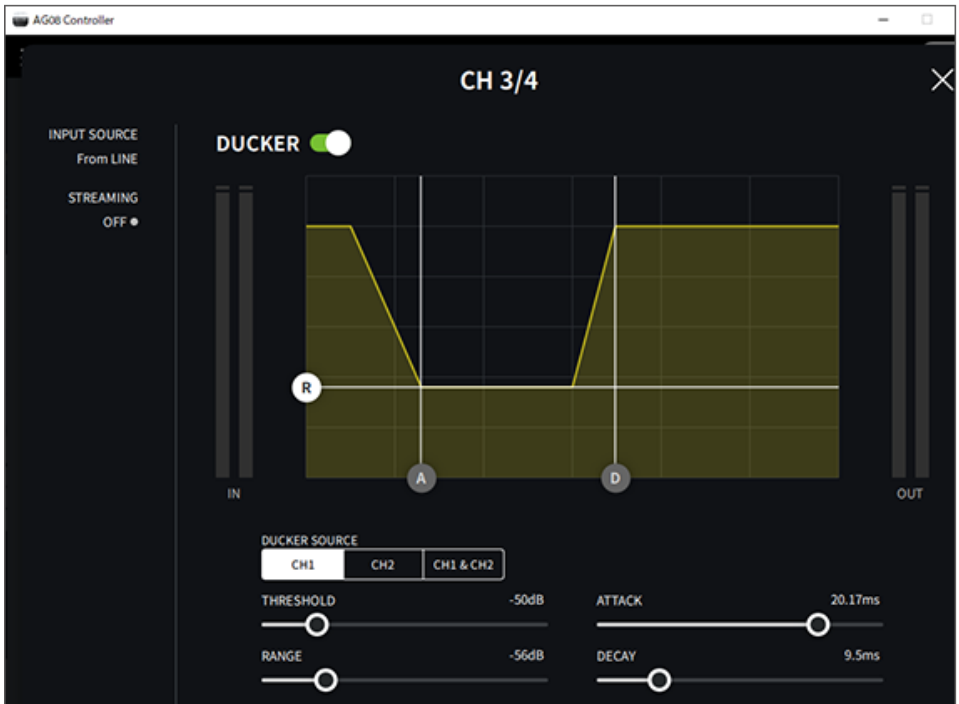 AG08 Controller
CH 3/4
INPUT SOURCE
From LINE
STREAMING
OFF
DUCKER
R
A
D
IN
OUT
DUCKER SOURCE
CH1
CH2
CH1 & CH2
THRESHOLD
-50dB
ATTACK
20.17ms
RANGE
-56dB
DECAY
9.5ms